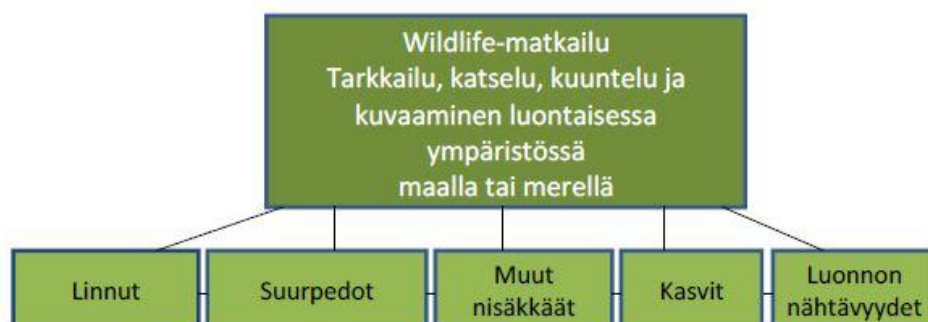 Wildlife-matkailu
Tarkkailu, katselu, kuuntelu ja
kuvaaminen luontaisessa
ympäristössä
maalla tai merellä
Linnut
Suurpedot
Muut
nisäkkäät
Kasvit
Luonnon
nähtävyydet